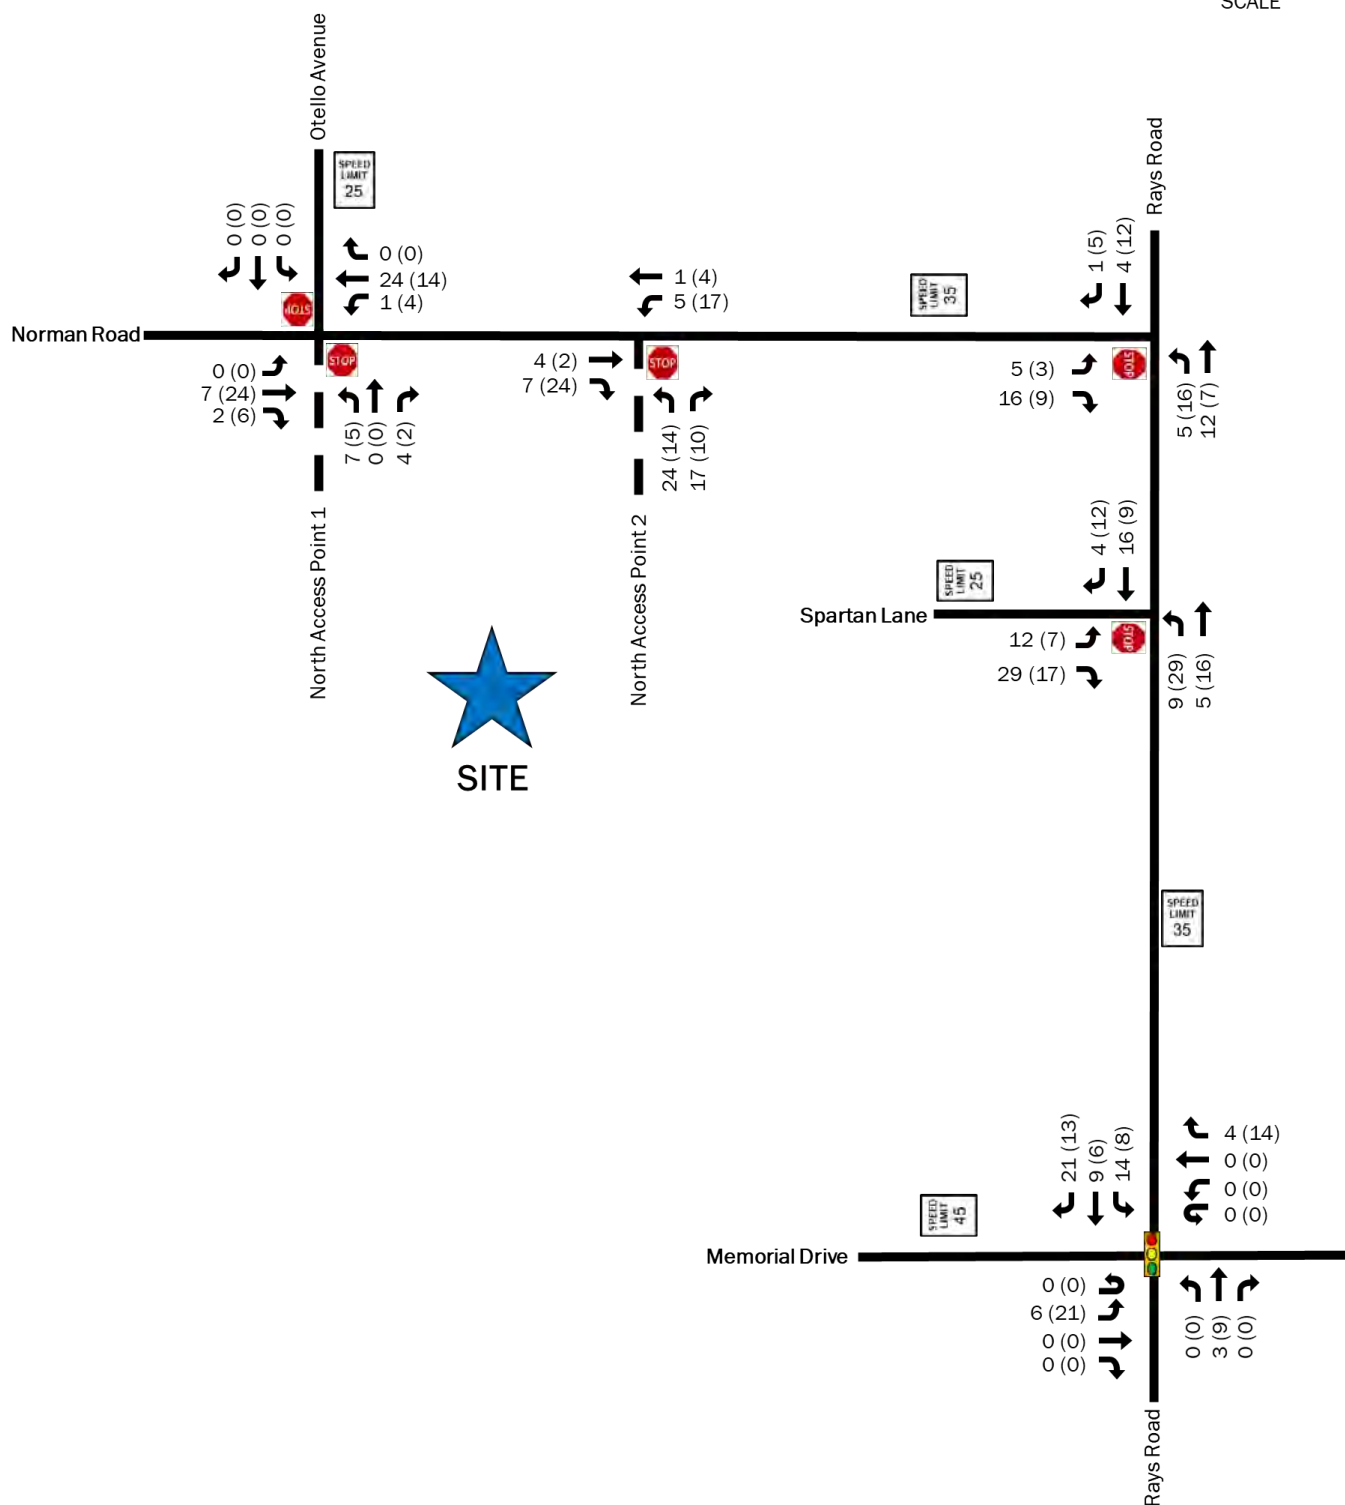 SCALE
Otello Avenue
SPEED
LIMIT
25
0 (0)
0 (0)
0 (0)
0 (0)
24 (14)
1 (4)
STOP
Norman Road
STOP
0 (0)
7 (24)
2 (6)
7 (5)
0 (0)
4 (2)
North Access Point 1
1 (4)
5 (17)
4 (2)
7 (24)
STOP
24 (14)
17 (10)
North Access Point 2
SPEED
LIMIT
35
Rays Road
1 (5)
4 (12)
5 (3)
16 (9)
STOP
5 (16)
12 (7)
4 (12)
16 (9)
SPEED
LIMIT
25
Spartan Lane
12 (7)
29 (17)
STOP
9 (29)
5 (16)
SITE
SPEED
LIMIT
35
21 (13)
9 (6)
14 (8)
4 (14)
0 (0)
0 (0)
0 (0)
SPEED
LIMIT
45
Memorial Drive
0 (0)
6 (21)
0 (0)
0 (0)
0 (0)
3 (9)
0 (0)
Rays Road